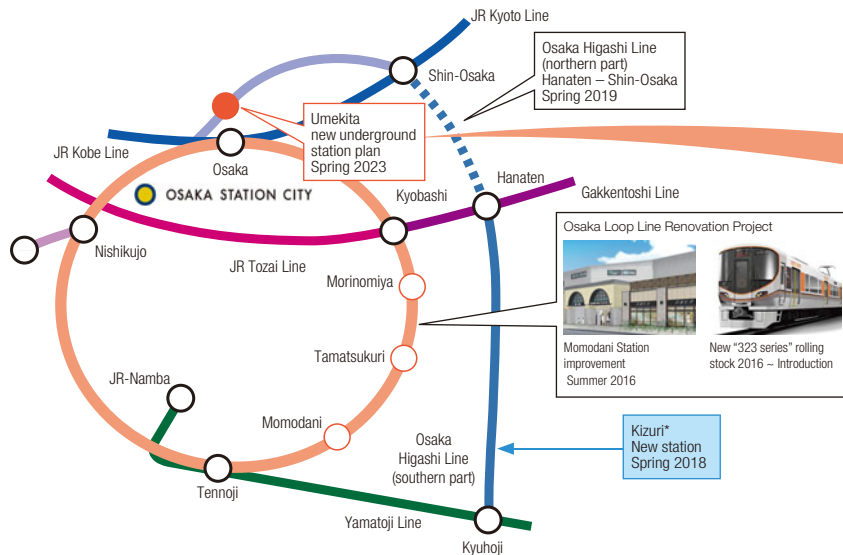 JR Kyoto Line
Shin-Osaka
Osaka Higashi Line
(northern part)
Hanaten – Shin-Osaka
Spring 2019
Umekita
new underground
station plan
Spring 2023
JR Kobe Line
Osaka
OSAKA STATION CITY
Kyobashi
Hanaten
Gakkentoshi Line
Nishikujo
JR Tozai Line
Morinomiya
Osaka Loop Line Renovation Project
Momodani Station
improvement
Summer 2016
New “323 series” rolling
stock 2016 ~ Introduction
Tamatsukuri
JR-Namba
Momodani
Osaka
Higashi Line
(southern part)
Kizuri*
New station
Spring 2018
Tennoji
Yamatoji Line
Kyuhoji